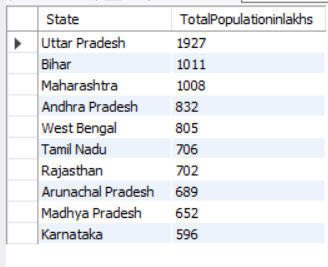 State TotalPopulationinlakhs
Uttar Pradesh 1927
Bihar 1011
Maharashtra 1008
Andhra Pradesh 832
West Bengal 805
Tamil Nadu 706
Rajasthan 702
Arunachal Pradesh 689
Madhya Pradesh 652
Karnataka 596